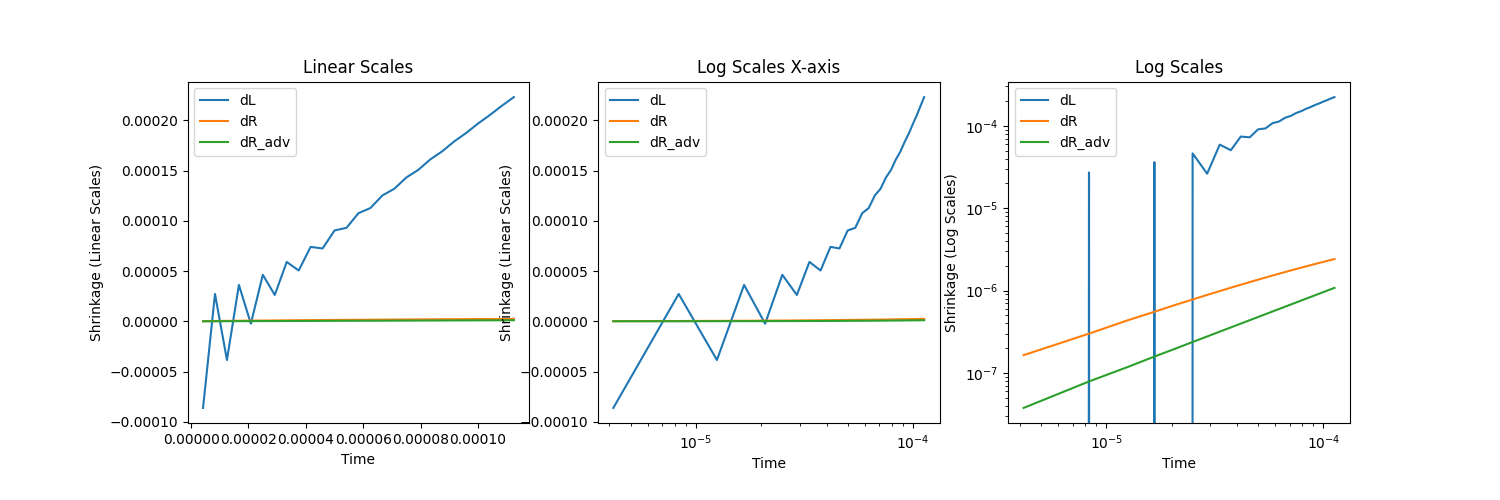 Linear Scales
Shrinkage (Linear Scales)
dL
dR
dR_adv
0.00020
0.00015
0.00010
0.00005
0.00000
−0.00005
−0.00010
0.00000 0.00002 0.00004 0.00006 0.00008 0.00010
Time
Log Scales X-axis
Shrinkage (Linear Scales)
dL
dR
dR_adv
0.00020
0.00015
0.00010
0.00005
0.00000
−0.00005
−0.00010
10⁻⁵ 10⁻⁴
Time
Log Scales
Shrinkage (Log Scales)
dL
dR
dR_adv
10⁻⁴
10⁻⁵
10⁻⁶
10⁻⁷
10⁻⁵ 10⁻⁴
Time